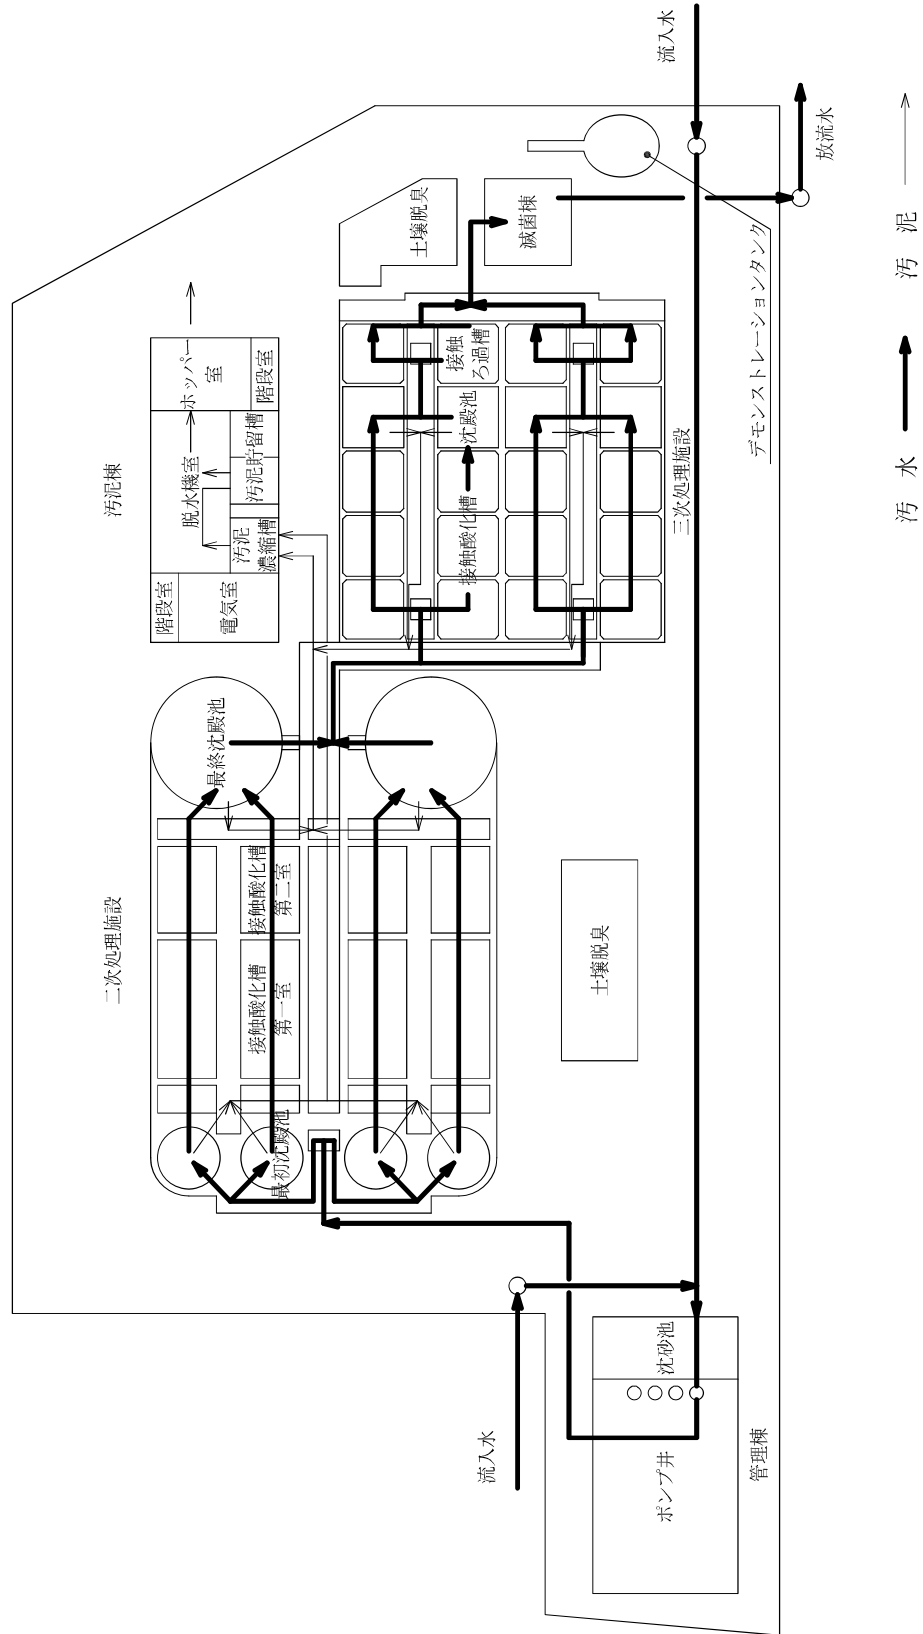 流入水
放流水
汚泥
汚水
デモンストレーションタンク
滅菌棟
土壌脱臭
接触
ろ過槽
沈殿池
接触酸化槽
三次処理施設
ホッパー
室
階段室
脱水機室
汚泥貯留槽
汚泥
濃縮槽
階段室
電気室
汚泥棟
最終沈殿池
接触酸化槽
第二室
接触酸化槽
第一室
最初沈殿池
二次処理施設
土壌脱臭
流入水
沈砂池
ポンプ井
管理棟